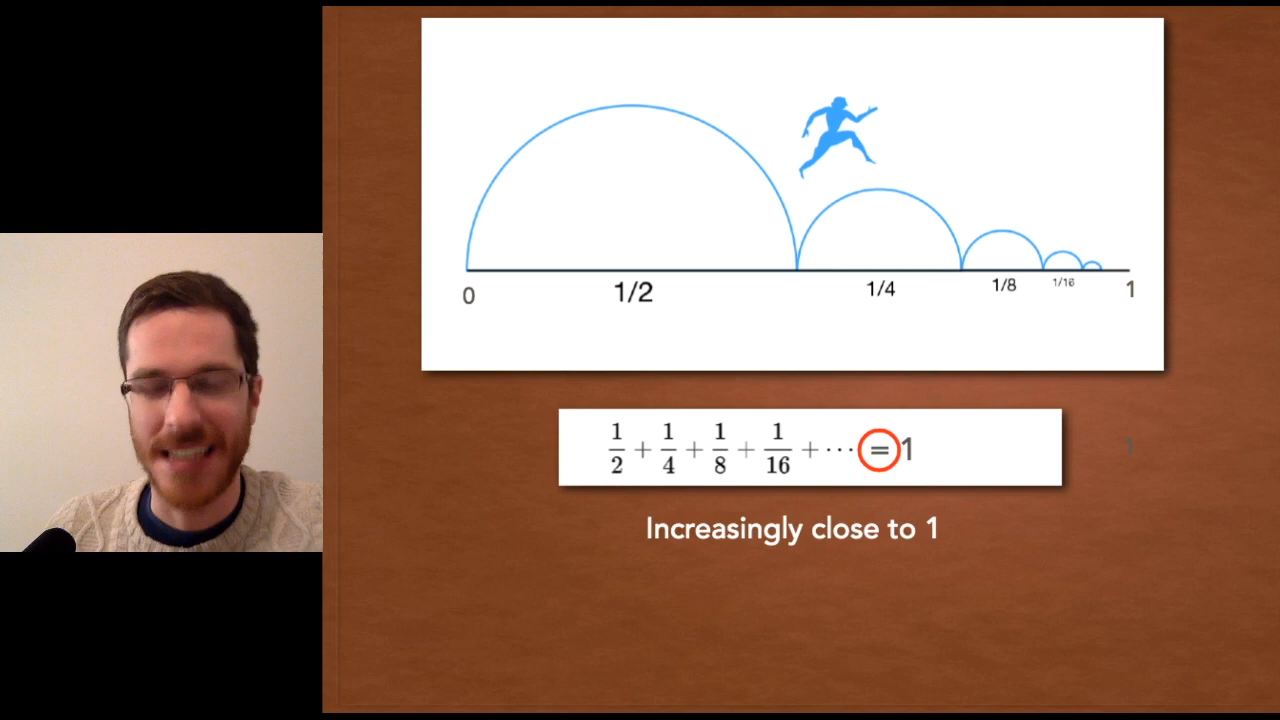 0 1/2 1/4 1/8 1/16 1
1/2 + 1/4 + 1/8 + 1/16 + ⋯ = 1
1
Increasingly close to 1